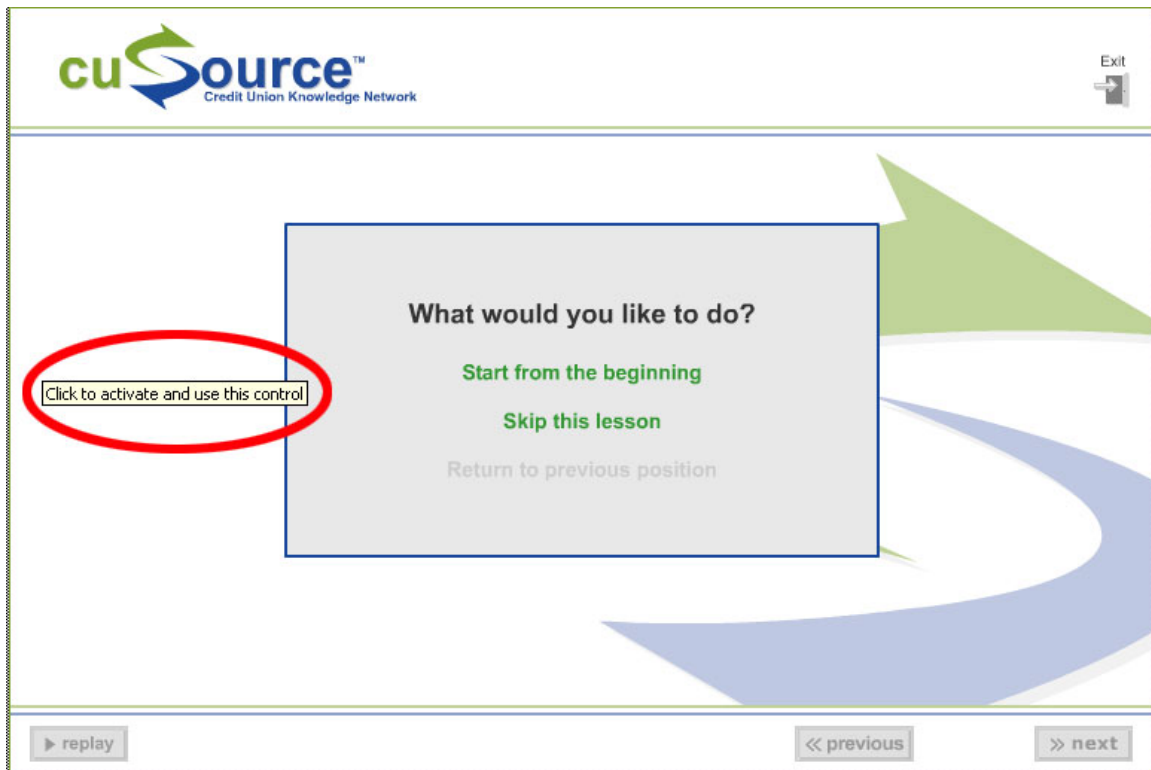 cuSource™
Credit Union Knowledge Network
Exit
What would you like to do?
Start from the beginning
Click to activate and use this control
Skip this lesson
Return to previous position
replay
previous
next